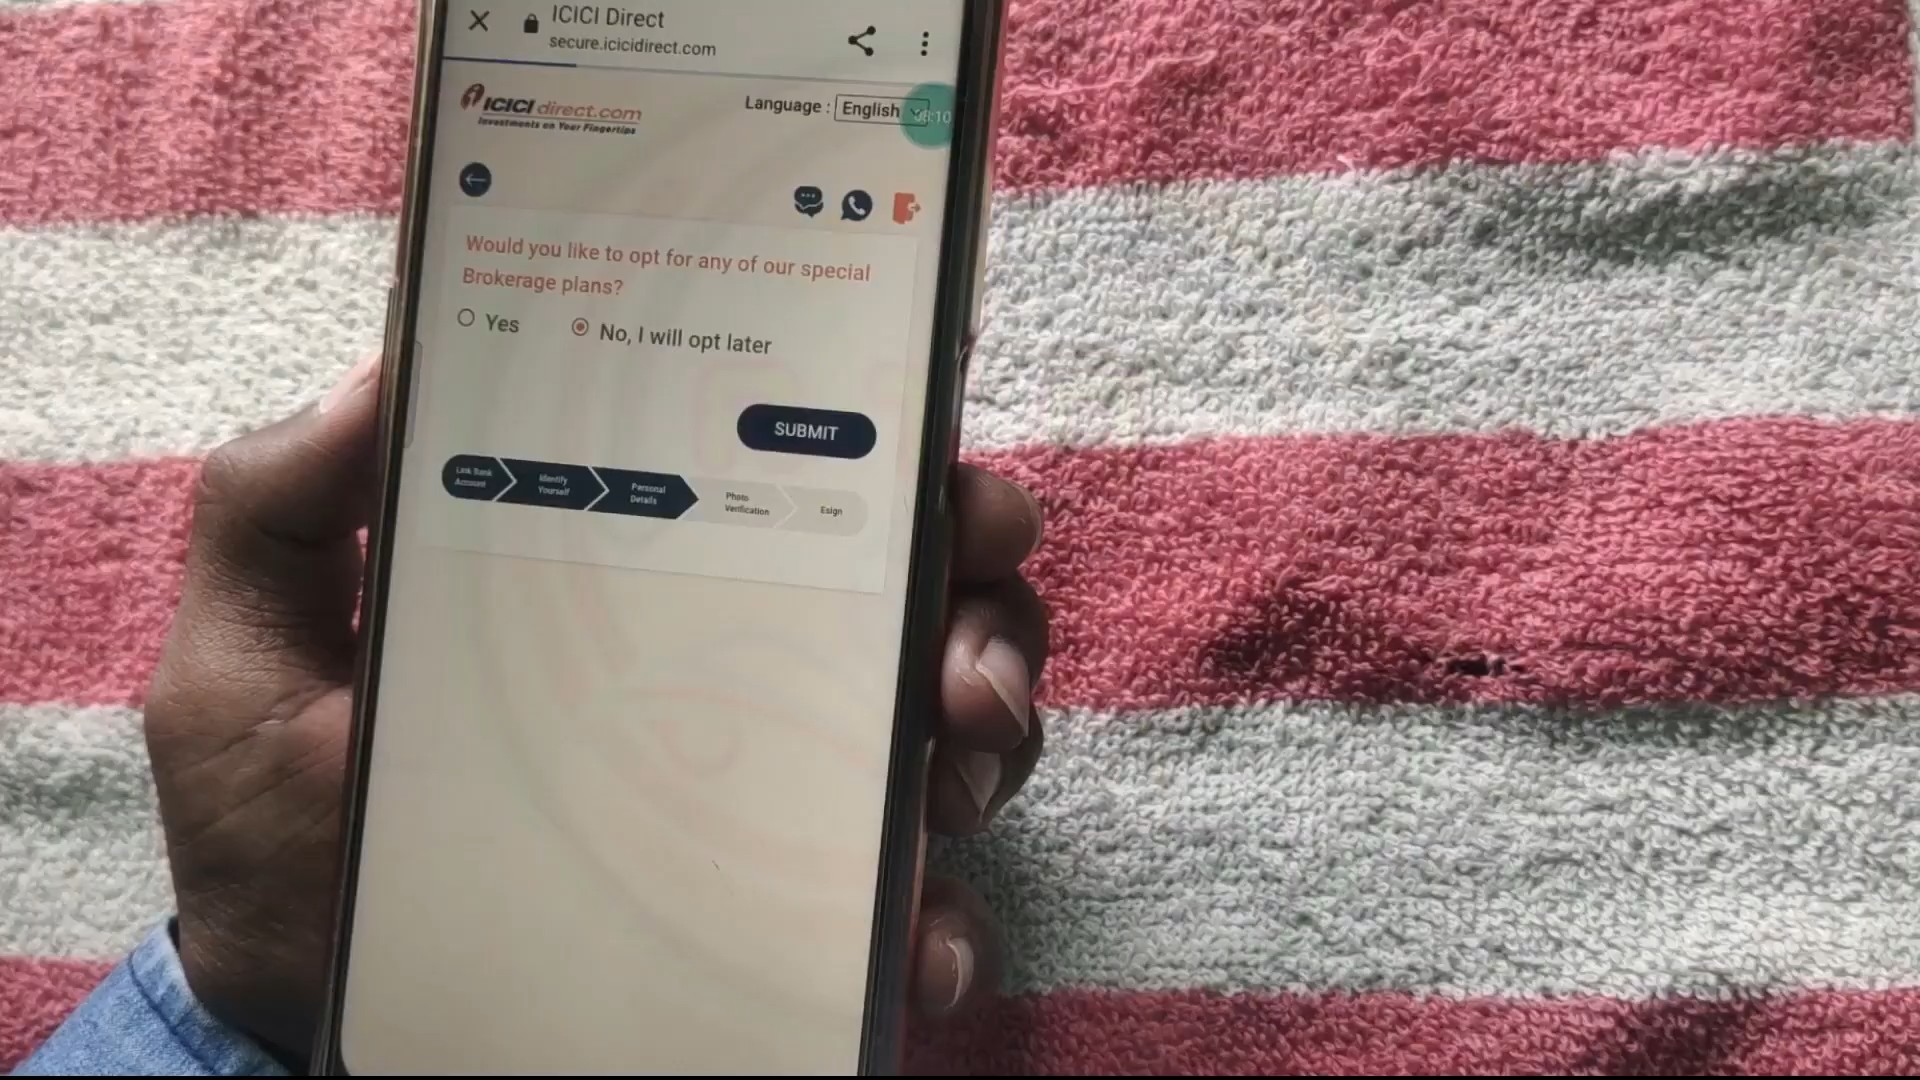 ICICI Direct
secure.icicidirect.com
ICICI direct.com
Investments on Your Fingertips
Language : English
Would you like to opt for any of our special
Brokerage plans?
Yes
No, I will opt later
SUBMIT
Link Bank
Account
Identify
Yourself
Personal
Details
Photo
Verification
Esign